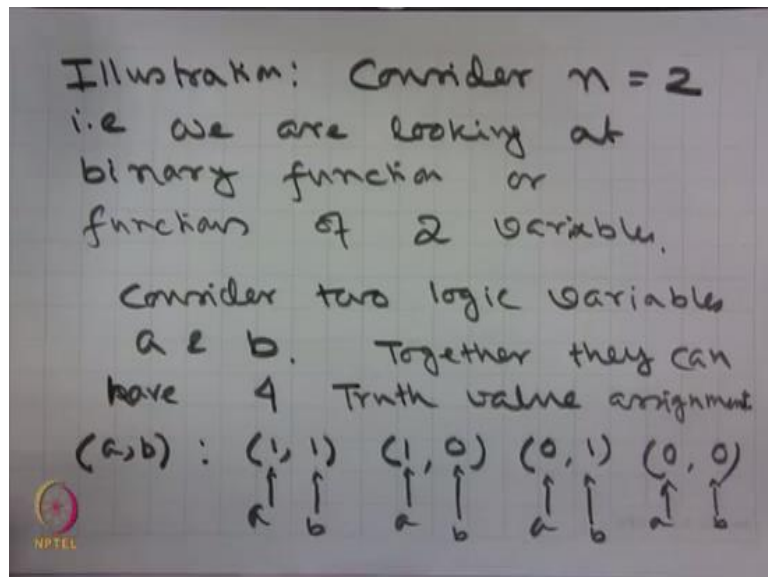 Illustration: Consider n = 2
i.e we are looking at
binary function or
functions of 2 variables.
Consider two logic variables
a & b. Together they can
have 4 Truth value assignment
(a,b) : (1, 1) (1, 0) (0, 1) (0, 0)
a b a b a b a b
NPTEL